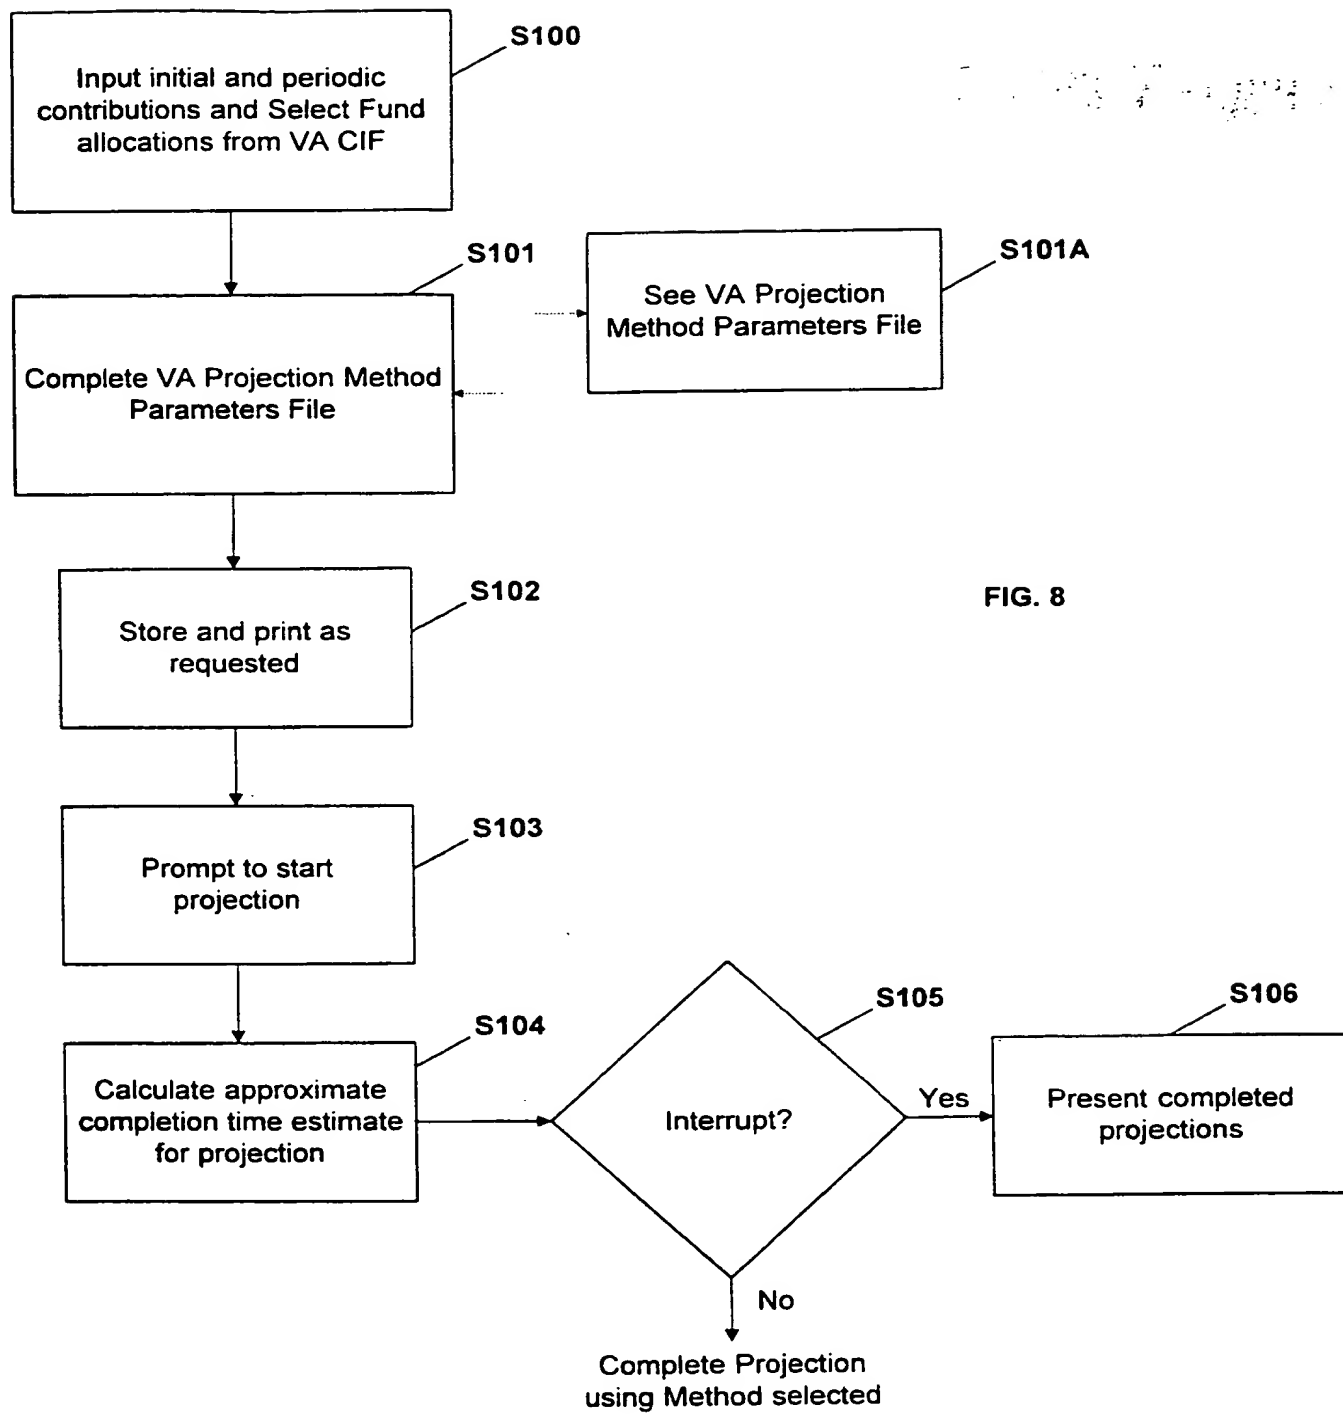 S100
Input initial and periodic
contributions and Select Fund
allocations from VA CIF
S101
Complete VA Projection Method
Parameters File
S101A
See VA Projection
Method Parameters File
S102
Store and print as
requested
FIG. 8
S103
Prompt to start
projection
S104
Calculate approximate
completion time estimate
for projection
S105
Interrupt?
Yes
S106
Present completed
projections
No
Complete Projection
using Method selected